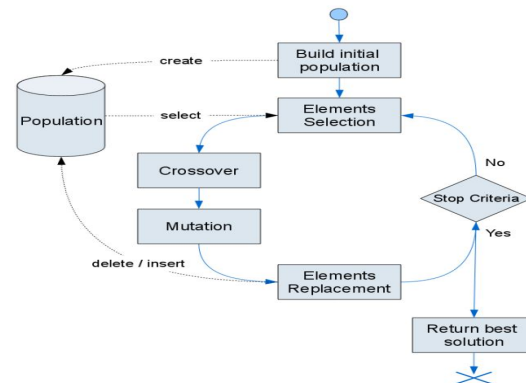 Build initial
population
create
Population
select
Elements
Selection
No
Crossover
Stop Criteria
Mutation
Yes
delete / insert
Elements
Replacement
Return best
solution